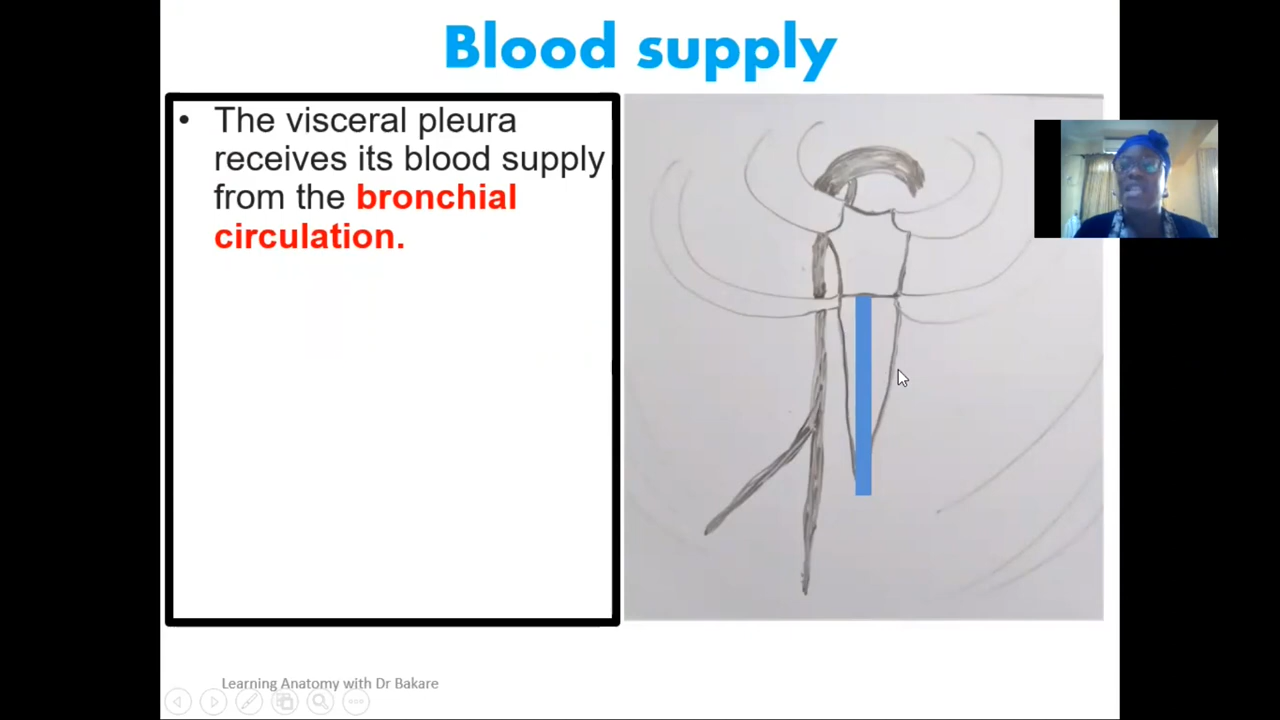 Blood supply
• The visceral pleura
receives its blood supply
from the bronchial
circulation.
Learning Anatomy with Dr Bakare